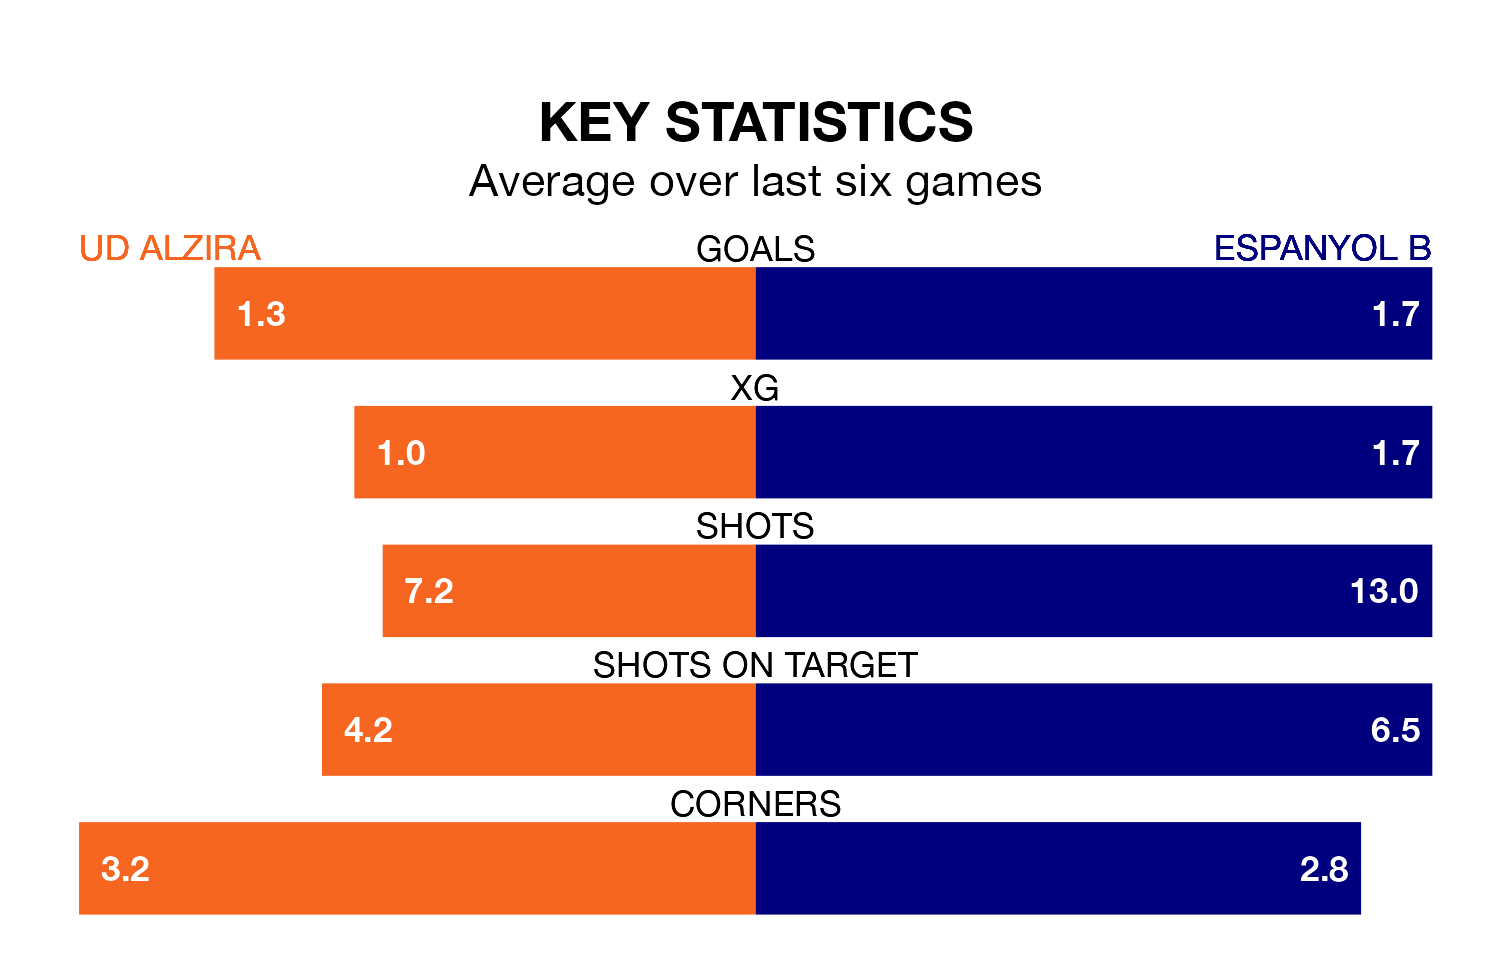 KEY STATISTICS
Average over last six games
UD ALZIRA GOALS ESPANYOL B
1.3 1.7
XG
1.0 1.7
SHOTS
7.2 13.0
SHOTS ON TARGET
4.2 6.5
CORNERS
3.2 2.8